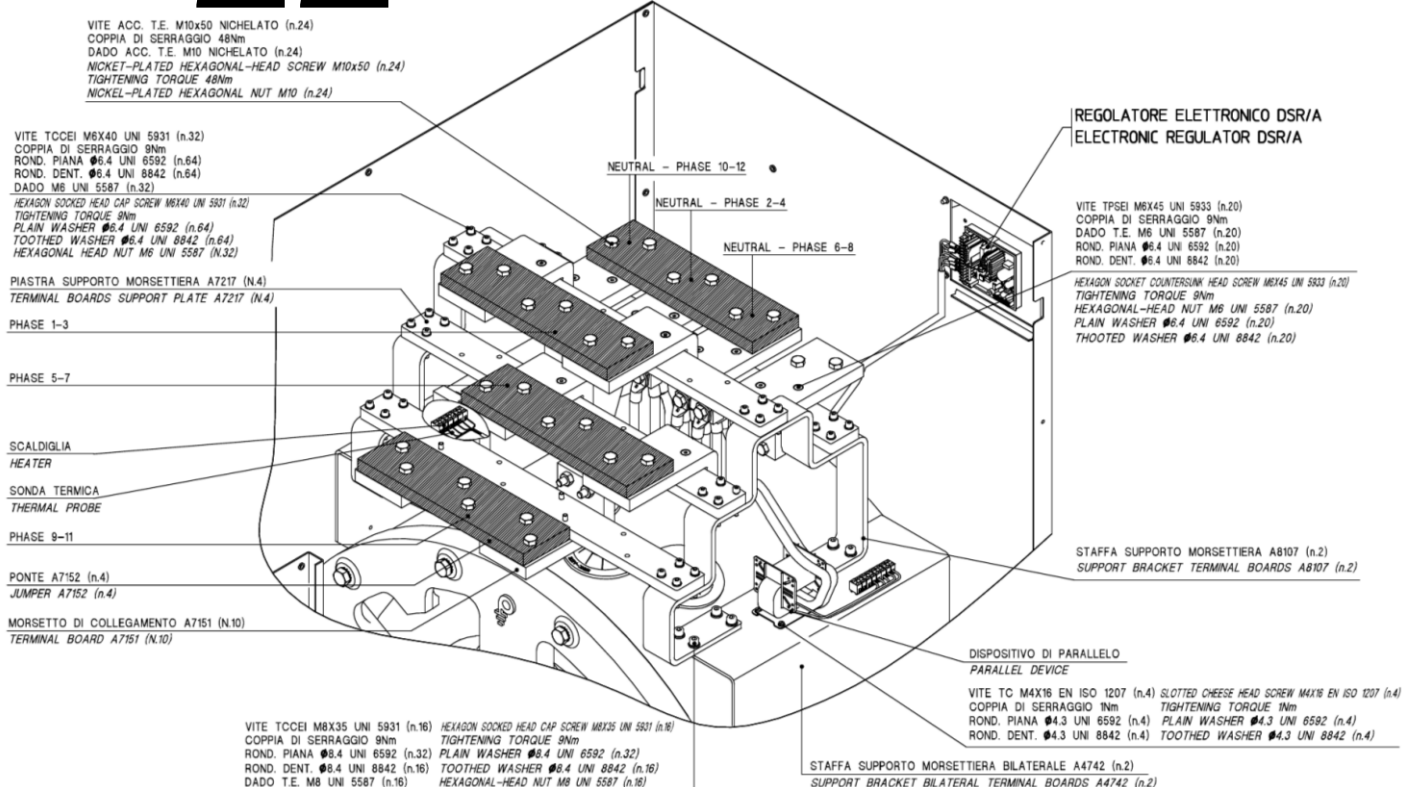 VITE ACC. T.E. M10x50 NICHELATO (n.24)
COPPIA DI SERRAGGIO 48Nm
DADO ACC. T.E. M10 NICHELATO (n.24)
NICKET-PLATED HEXAGONAL-HEAD SCREW M10x50 (n.24)
TIGHTENING TORQUE 48Nm
NICKEL-PLATED HEXAGONAL NUT M10 (n.24)
VITE TCCEI M6X40 UNI 5931 (n.32)
COPPIA DI SERRAGGIO 9Nm
ROND. PIANA Ø6.4 UNI 6592 (n.64)
ROND. DENT. Ø6.4 UNI 8842 (n.64)
DADO M6 UNI 5587 (n.32)
HEXAGON SOCKED HEAD CAP SCREW M6X40 UNI 5931 (n.32)
TIGHTENING TORQUE 9Nm
PLAIN WASHER Ø6.4 UNI 6592 (n.64)
TOOTHED WASHER Ø6.4 UNI 8842 (n.64)
HEXAGONAL HEAD NUT M6 UNI 5587 (N.32)
PIASTRA SUPPORTO MORSETTIERA A7217 (N.4)
TERMINAL BOARDS SUPPORT PLATE A7217 (N.4)
PHASE 1-3
PHASE 5-7
SCALDIGLIA
HEATER
SONDA TERMICA
THERMAL PROBE
PHASE 9-11
PONTE A7152 (n.4)
JUMPER A7152 (n.4)
MORSETTO DI COLLEGAMENTO A7151 (N.10)
TERMINAL BOARD A7151 (N.10)
NEUTRAL - PHASE 10-12
NEUTRAL - PHASE 2-4
NEUTRAL - PHASE 6-8
REGOLATORE ELETTRONICO DSR/A
ELECTRONIC REGULATOR DSR/A
VITE TPSEI M6X45 UNI 5933 (n.20)
COPPIA DI SERRAGGIO 9Nm
DADO T.E. M6 UNI 5587 (n.20)
ROND. PIANA Ø6.4 UNI 6592 (n.20)
ROND. DENT. Ø6.4 UNI 8842 (n.20)
HEXAGON SOCKET COUNTERSUNK HEAD SCREW M6X45 UNI 5933 (n.20)
TIGHTENING TORQUE 9Nm
HEXAGONAL-HEAD NUT M6 UNI 5587 (n.20)
PLAIN WASHER Ø6.4 UNI 6592 (n.20)
THOOTED WASHER Ø6.4 UNI 8842 (n.20)
STAFFA SUPPORTO MORSETTIERA A8107 (n.2)
SUPPORT BRACKET TERMINAL BOARDS A8107 (n.2)
DISPOSITIVO DI PARALLELO
PARALLEL DEVICE
VITE TC M4X16 EN ISO 1207 (n.4) SLOTTED CHEESE HEAD SCREW M4X16 EN ISO 1207 (n.4)
COPPIA DI SERRAGGIO 1Nm TIGHTENING TORQUE 1Nm
ROND. PIANA Ø4.3 UNI 6592 (n.4) PLAIN WASHER Ø4.3 UNI 6592 (n.4)
ROND. DENT. Ø4.3 UNI 8842 (n.4) TOOTHED WASHER Ø4.3 UNI 8842 (n.4)
STAFFA SUPPORTO MORSETTIERA BILATERALE A4742 (n.2)
SUPPORT BRACKET BILATERAL TERMINAL BOARDS A4742 (n.2)
VITE TCCEI M8X35 UNI 5931 (n.16) HEXAGON SOCKED HEAD CAP SCREW M8X35 UNI 5931 (n.16)
COPPIA DI SERRAGGIO 9Nm TIGHTENING TORQUE 9Nm
ROND. PIANA Ø8.4 UNI 6592 (n.32) PLAIN WASHER Ø8.4 UNI 6592 (n.32)
ROND. DENT. Ø8.4 UNI 8842 (n.16) TOOTHED WASHER Ø8.4 UNI 8842 (n.16)
DADO T.E. M8 UNI 5587 (n.16) HEXAGONAL-HEAD NUT M8 UNI 5587 (n.16)